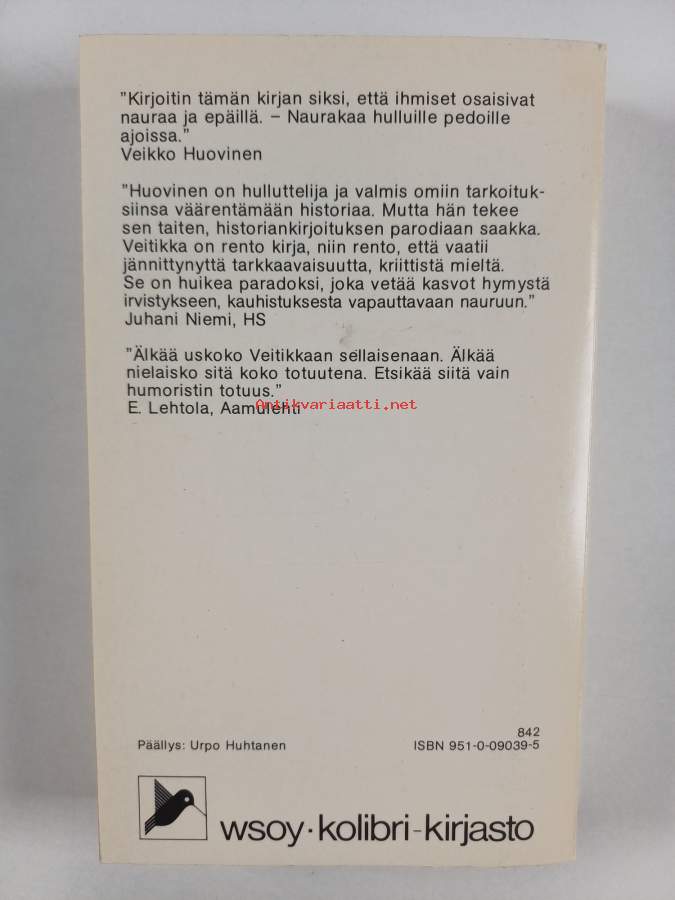 "Kirjoitin tämän kirjan siksi, että ihmiset osaisivat
nauraa ja epäillä. – Naurakaa hulluille pedoille
ajoissa."
Veikko Huovinen
"Huovinen on hulluttelija ja valmis omiin tarkoituk-
siinsa väärentämään historiaa. Mutta hän tekee
sen taiten, historiankirjoituksen parodiaan saakka.
Veitikka on rento kirja, niin rento, että vaatii
jännittynyttä tarkkaavaisuutta, kriittistä mieltä.
Se on huikea paradoksi, joka vetää kasvot hymystä
irvistykseen, kauhistuksesta vapauttavaan nauruun."
Juhani Niemi, HS
"Älkää uskoko Veitikkaan sellaisenaan. Älkää
nielaisko sitä koko totuutena. Etsikää siitä vain
humoristin totuus."
E. Lehtola, Aamulehti
Antikvariaatti.net
842
Päällys: Urpo Huhtanen
ISBN 951-0-09039-5
wsoy·kolibri-kirjasto